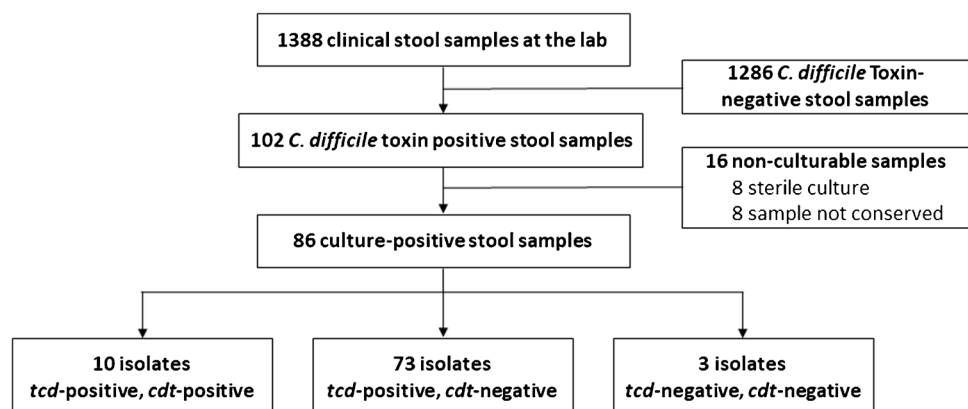 1388 clinical stool samples at the lab
1286 C. difficile Toxin-
negative stool samples
102 C. difficile toxin positive stool samples
16 non-culturable samples
8 sterile culture
8 sample not conserved
86 culture-positive stool samples
10 isolates
tcd-positive, cdt-positive
73 isolates
tcd-positive, cdt-negative
3 isolates
tcd-negative, cdt-negative